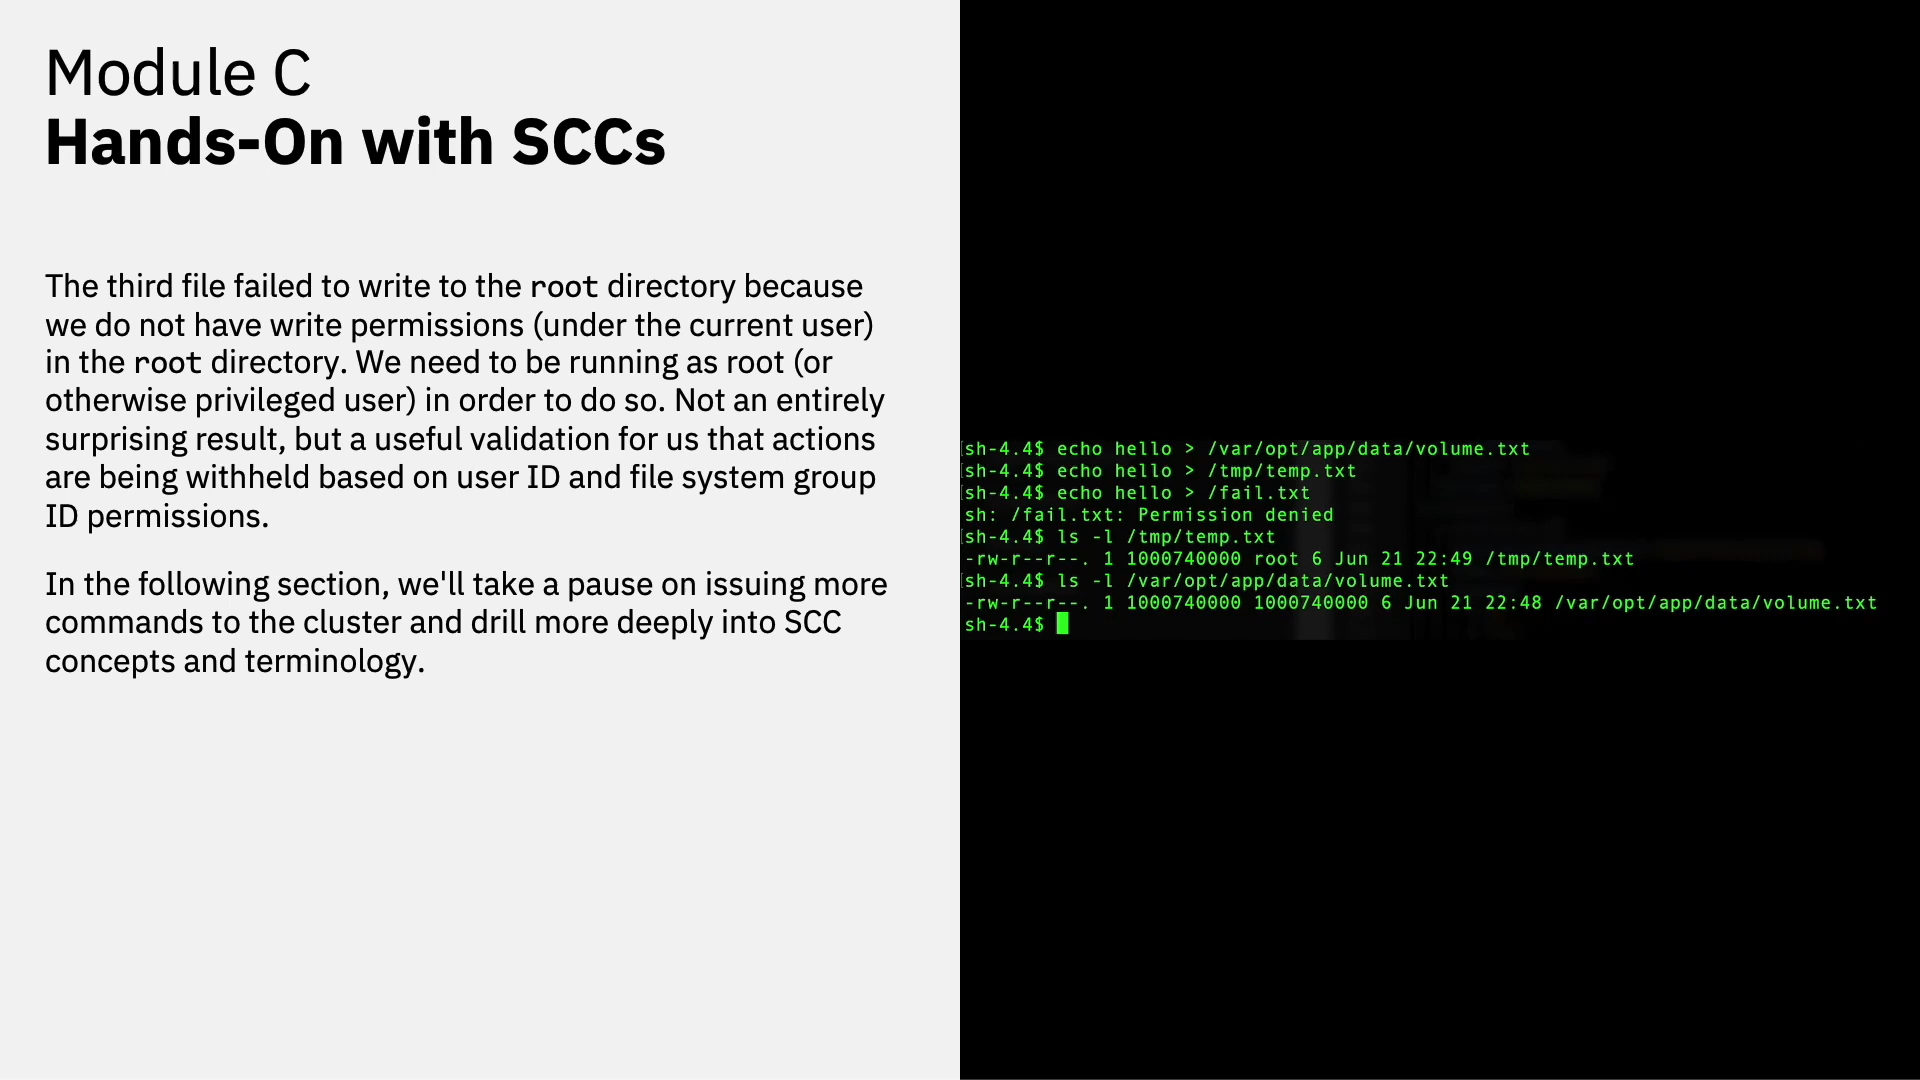 Module C
Hands-On with SCCs
The third file failed to write to the root directory because
we do not have write permissions (under the current user)
in the root directory. We need to be running as root (or
otherwise privileged user) in order to do so. Not an entirely
surprising result, but a useful validation for us that actions
are being withheld based on user ID and file system group
ID permissions.
In the following section, we'll take a pause on issuing more
commands to the cluster and drill more deeply into SCC
concepts and terminology.
sh-4.4$ echo hello > /var/opt/app/data/volume.txt
sh-4.4$ echo hello > /tmp/temp.txt
sh-4.4$ echo hello > /fail.txt
sh: /fail.txt: Permission denied
sh-4.4$ ls -l /tmp/temp.txt
-rw-r--r--. 1 1000740000 root 6 Jun 21 22:49 /tmp/temp.txt
sh-4.4$ ls -l /var/opt/app/data/volume.txt
-rw-r--r--. 1 1000740000 1000740000 6 Jun 21 22:48 /var/opt/app/data/volume.txt
sh-4.4$